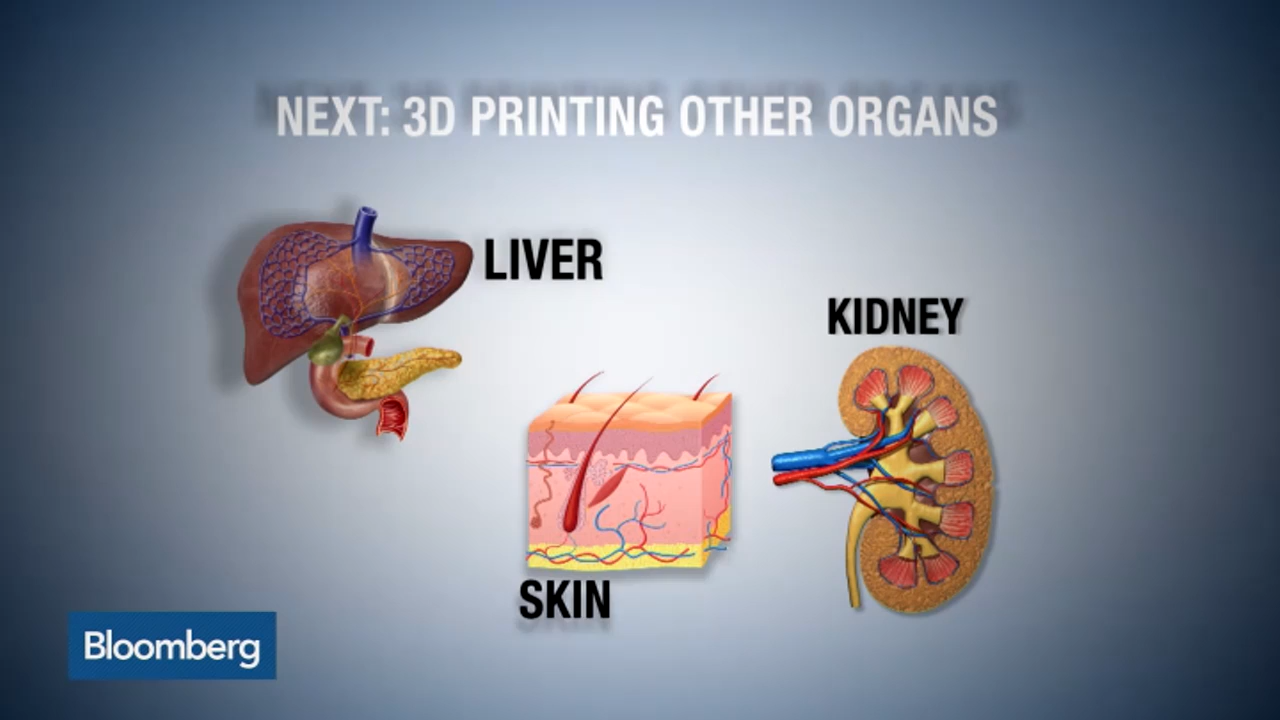 NEXT: 3D PRINTING OTHER ORGANS
LIVER
KIDNEY
SKIN
Bloomberg